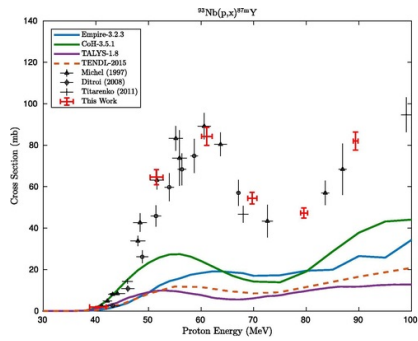 ⁹³Nb(p,x)⁸⁷ᵐY
Empire-3.2.3
CoH-3.5.1
TALYS-1.8
TENDL-2015
Michel (1997)
Ditroi (2008)
Titarenko (2011)
This Work
140
120
100
80
60
40
20
0
Cross Section (mb)
30 40 50 60 70 80 90 100
Proton Energy (MeV)